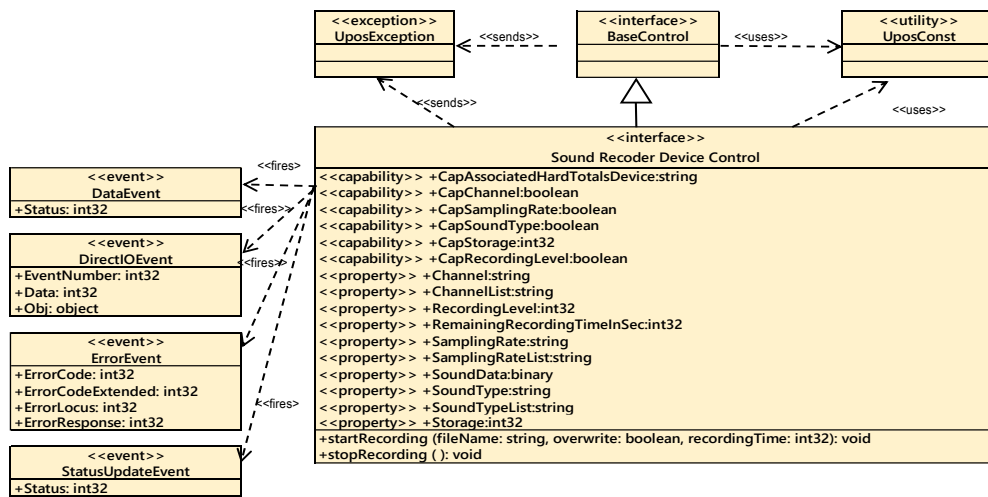 <<exception>>
UposException
<<sends>>
<<interface>>
BaseControl
<<uses>>
<<utility>>
UposConst
<<sends>>
<<uses>>
<<interface>>
Sound Recoder Device Control
<<capability>> +CapAssociatedHardTotalsDevice:string
<<capability>> +CapChannel:boolean
<<capability>> +CapSamplingRate:boolean
<<capability>> +CapSoundType:boolean
<<capability>> +CapStorage:int32
<<capability>> +CapRecordingLevel:boolean
<<property>> +Channel:string
<<property>> +ChannelList:string
<<property>> +RecordingLevel:int32
<<property>> +RemainingRecordingTimeInSec:int32
<<property>> +SamplingRate:string
<<property>> +SamplingRateList:string
<<property>> +SoundData:binary
<<property>> +SoundType:string
<<property>> +SoundTypeList:string
<<property>> +Storage:int32
+startRecording (fileName: string, overwrite: boolean, recordingTime: int32): void
+stopRecording ( ): void
<<fires>
<<event>>
DataEvent
+Status: int32
<<fires>>
<<event>>
DirectIOEvent
+EventNumber: int32
+Data: int32
+Obj: object
<<fires>>
<<event>>
ErrorEvent
+ErrorCode: int32
+ErrorCodeExtended: int32
+ErrorLocus: int32
+ErrorResponse: int32
<<fires>
<<event>>
StatusUpdateEvent
+Status: int32